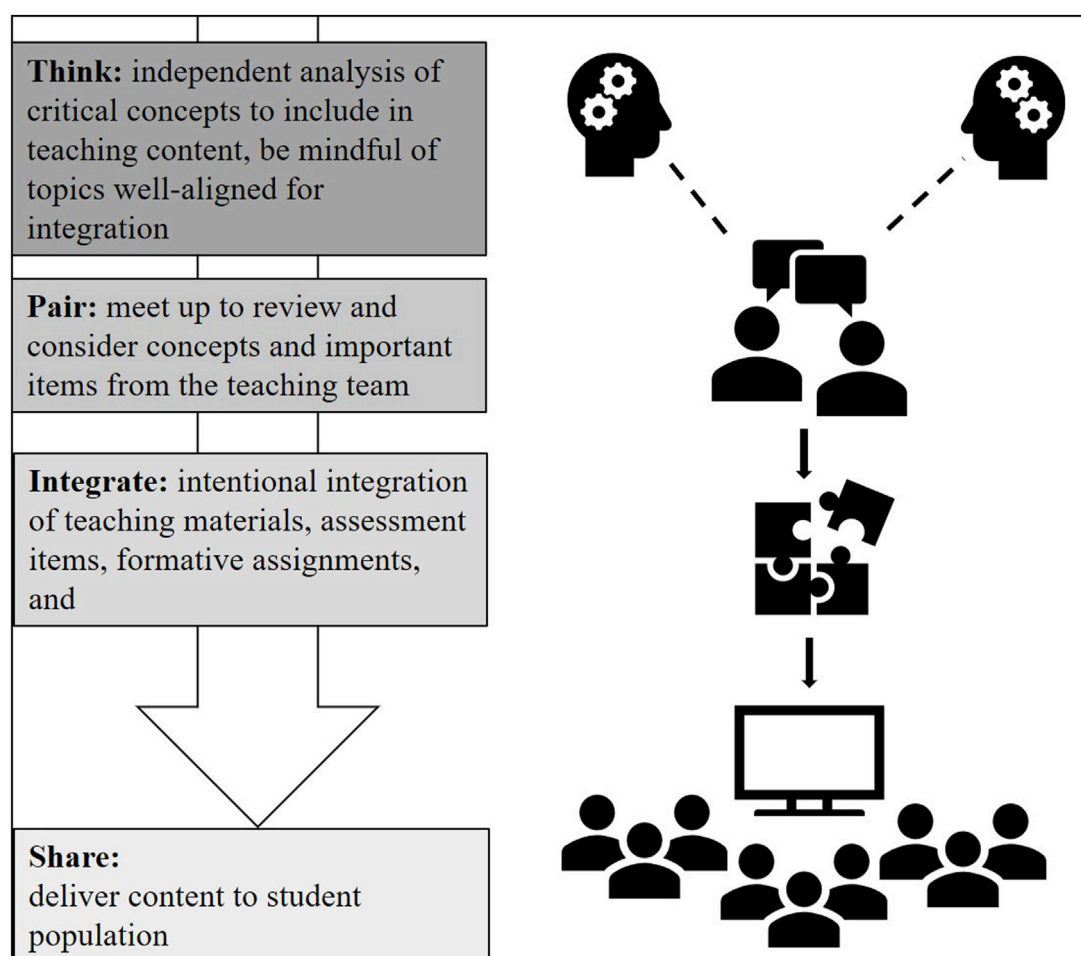 Think: independent analysis of
critical concepts to include in
teaching content, be mindful of
topics well-aligned for
integration
Pair: meet up to review and
consider concepts and important
items from the teaching team
Integrate: intentional integration
of teaching materials, assessment
items, formative assignments,
and
Share:
deliver content to student
population